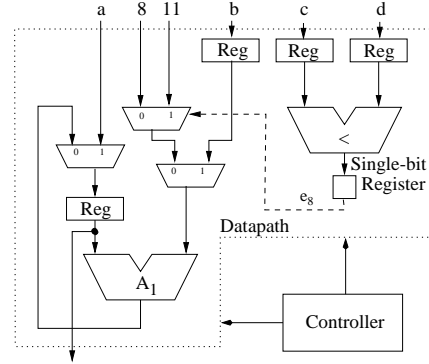 a 8 11 b c d
Reg Reg Reg
0 1
<
0 1 0 1
Single-bit
Register
Reg
e8
Datapath
A1
Controller